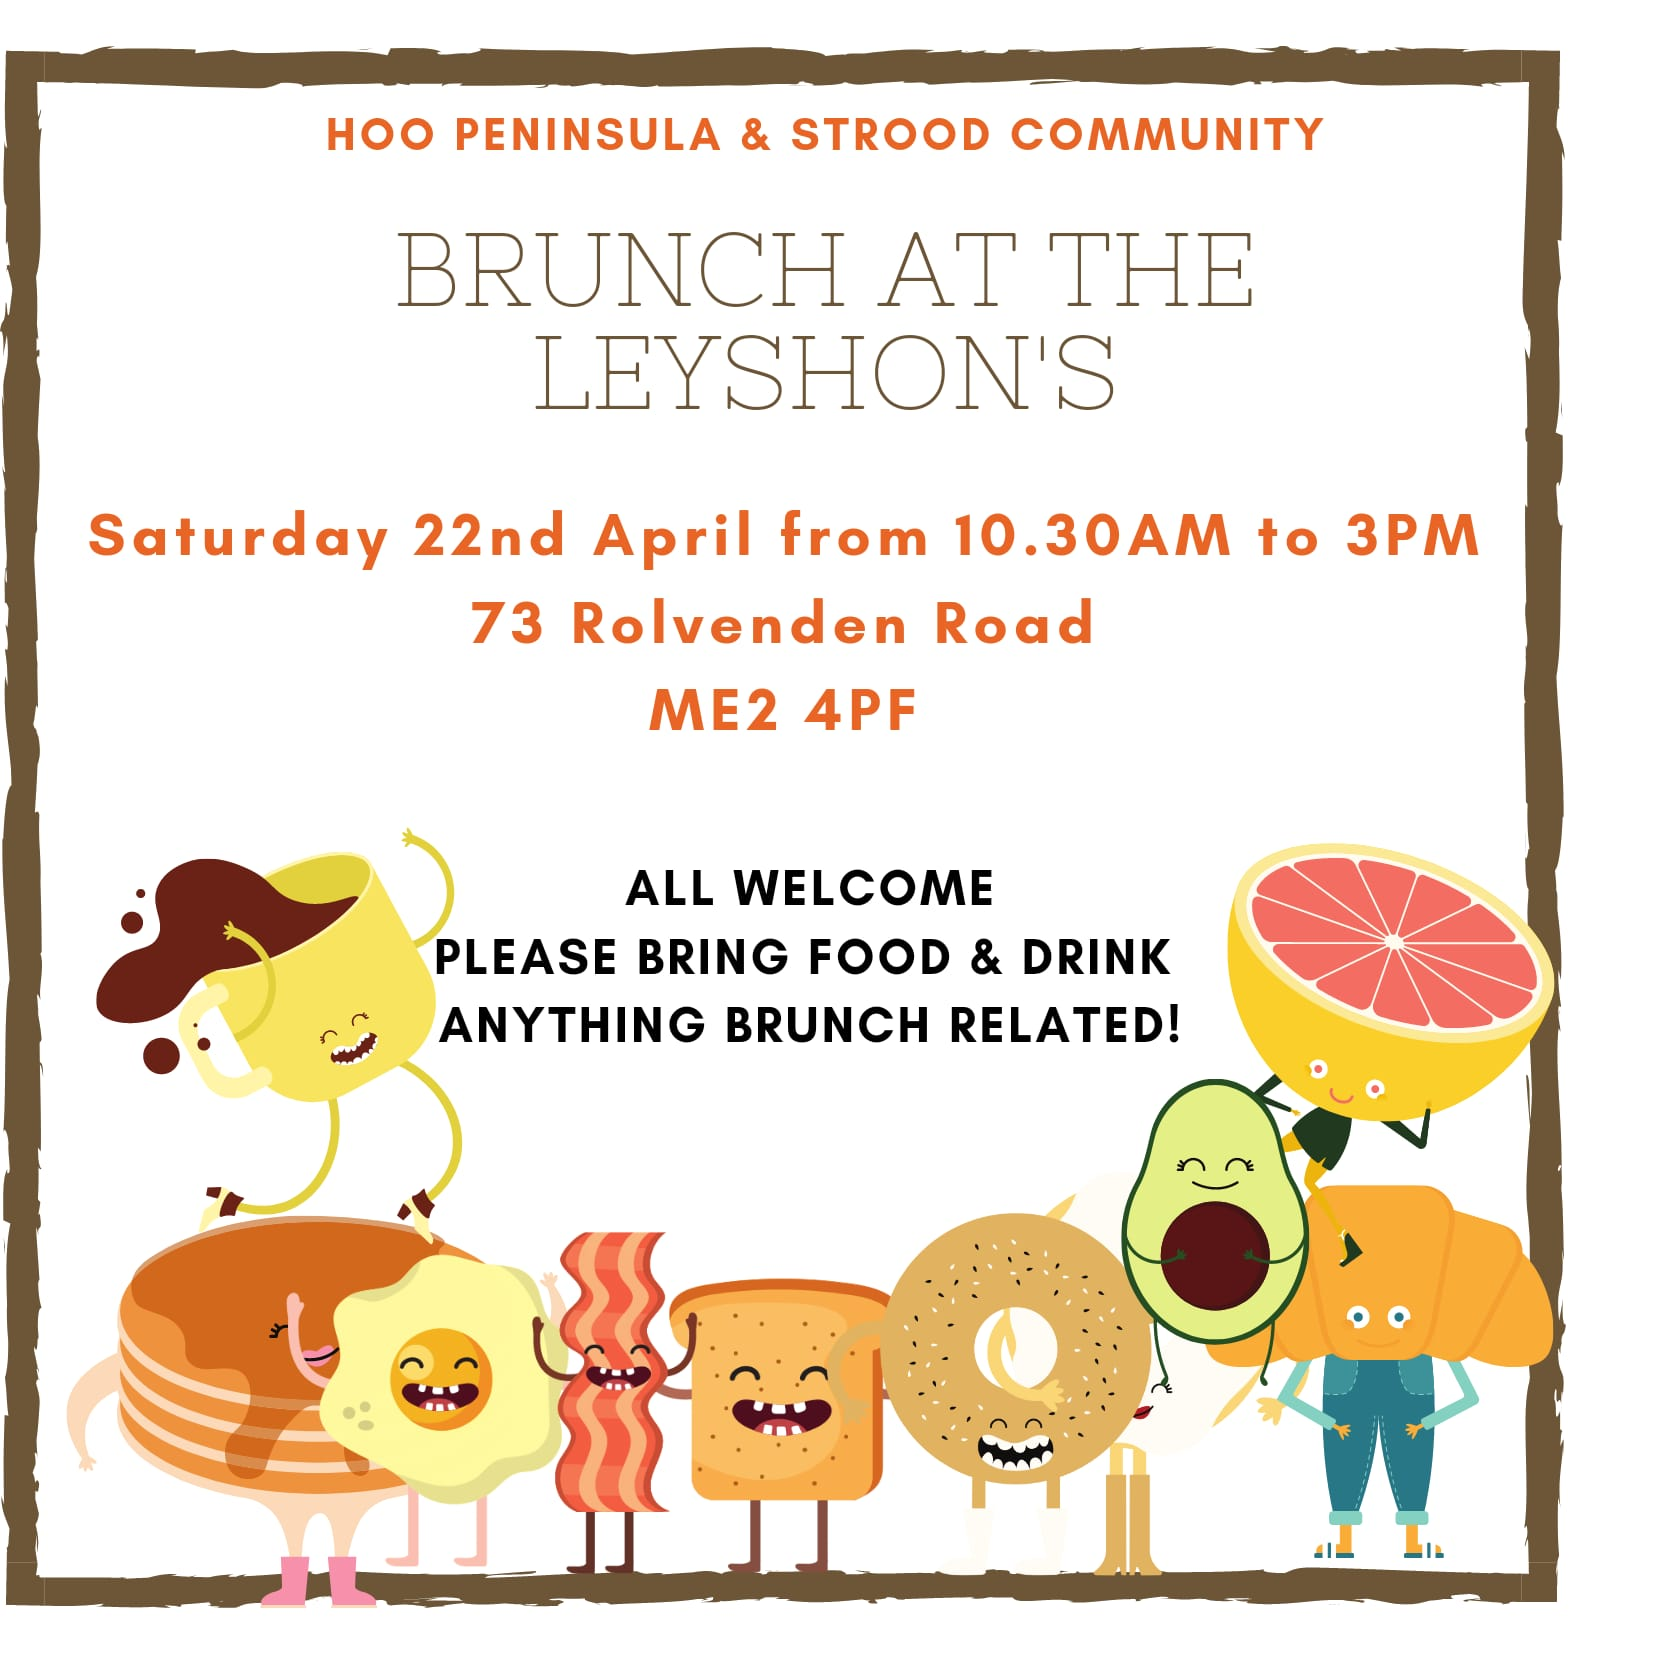 HOO PENINSULA & STROOD COMMUNITY
BRUNCH AT THE
LEYSHON'S
Saturday 22nd April from 10.30AM to 3PM
73 Rolvenden Road
ME2 4PF
ALL WELCOME
PLEASE BRING FOOD & DRINK
ANYTHING BRUNCH RELATED!